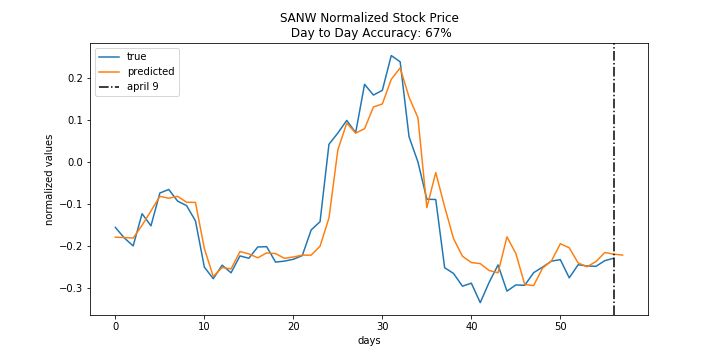 SANW Normalized Stock Price
Day to Day Accuracy: 67%
true
predicted
april 9
normalized values
0.2
0.1
0.0
−0.1
−0.2
−0.3
0 10 20 30 40 50
days